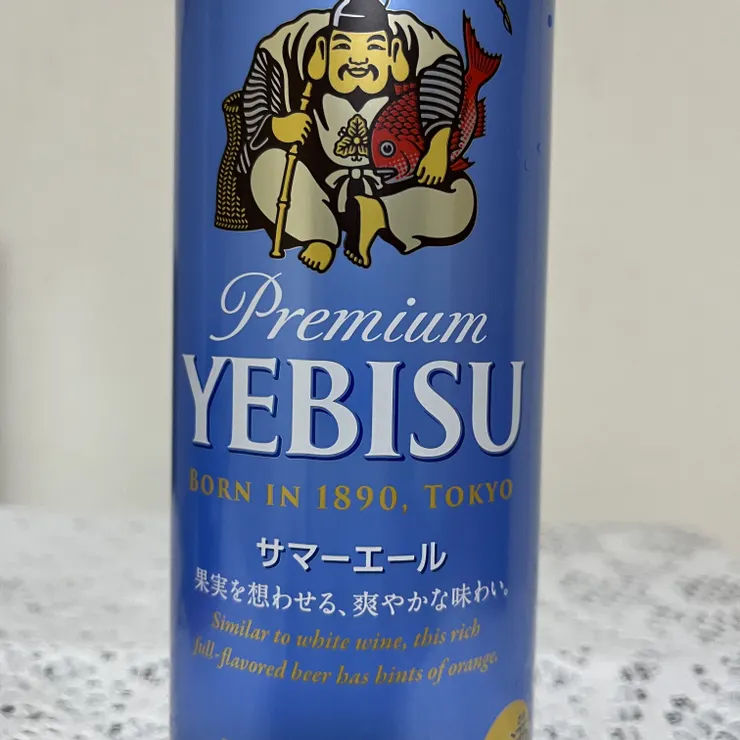 Premium
YEBISU
BORN IN 1890, TOKYO
サマーエール
果実を想わせる、爽やかな味わい。
Similar to white wine, this rich
full-flavored beer has hints of orange.